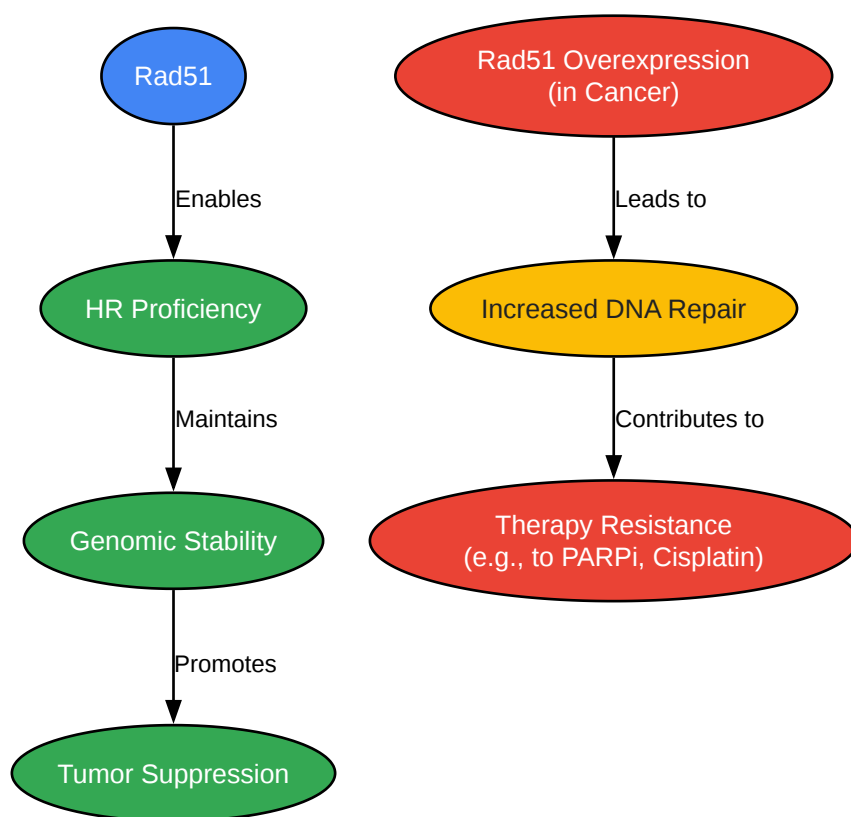 Rad51
Enables
HR Proficiency
Maintains
Genomic Stability
Promotes
Tumor Suppression
Rad51 Overexpression
(in Cancer)
Leads to
Increased DNA Repair
Contributes to
Therapy Resistance
(e.g., to PARPi, Cisplatin)